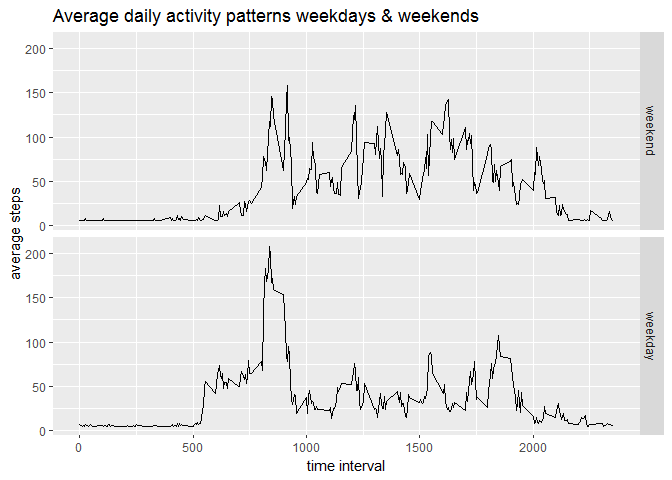 Average daily activity patterns weekdays & weekends
200
150
100
50
0
weekend
average steps
200
150
100
50
0
weekday
0 500 1000 1500 2000
time interval